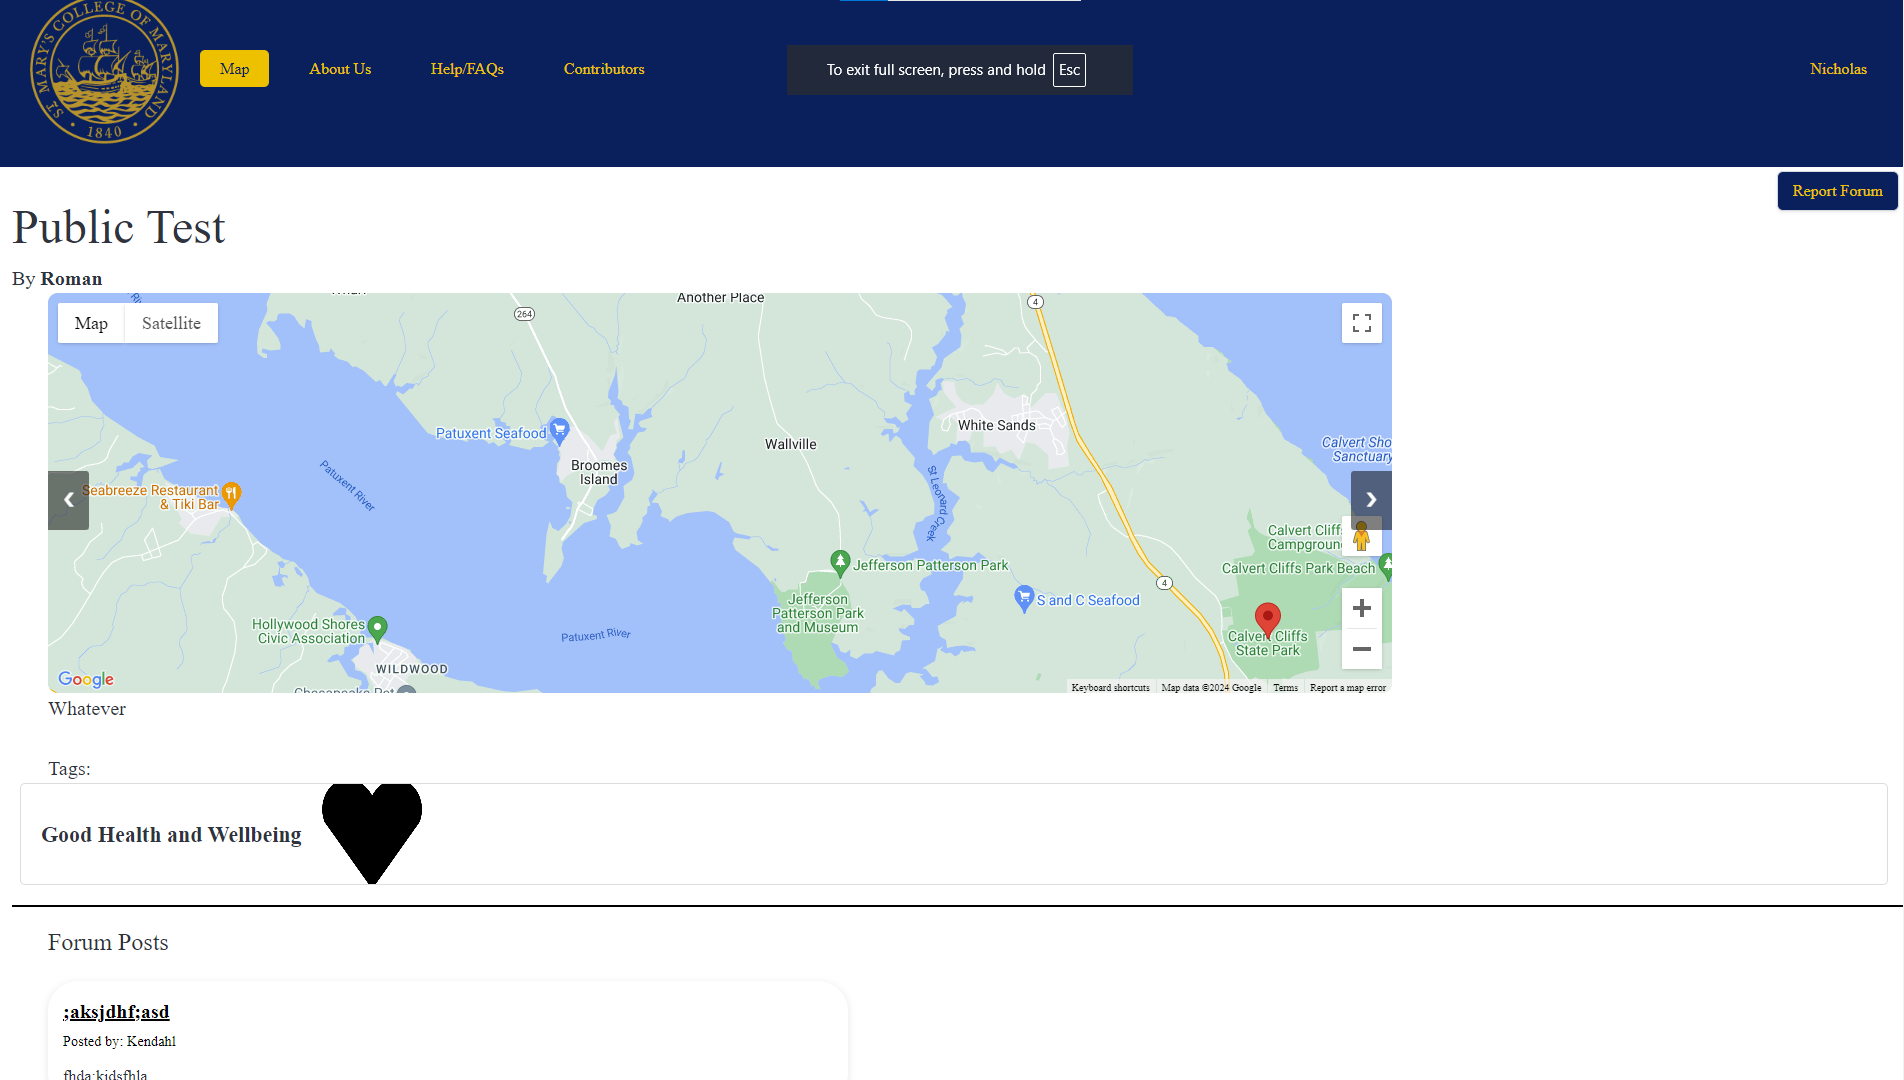 ST. MARY'S COLLEGE OF MARYLAND
· 1840 ·
Map
About Us
Help/FAQs
Contributors
To exit full screen, press and hold Esc
Nicholas
Report Forum
Public Test
By Roman
Map
Satellite
264
Another Place
4
Patuxent Seafood
Broomes
Island
Wallville
White Sands
Calvert Sho
Sanctuary
Seabreeze Restaurant
& Tiki Bar
Patuxent River
St Leonard Creek
❮
❯
Calvert Cliff
Campground
Calvert Cliffs Park Beach
Jefferson Patterson Park
Jefferson
Patterson Park
and Museum
S and C Seafood
4
Hollywood Shores
Civic Association
Patuxent River
WILDWOOD
Calvert Cliffs
State Park
+
−
Google
Keyboard shortcuts
Map data ©2024 Google
Terms
Report a map error
Whatever
Tags:
Good Health and Wellbeing
Forum Posts
;aksjdhf;asd
Posted by: Kendahl
fhda;kjdsfhla